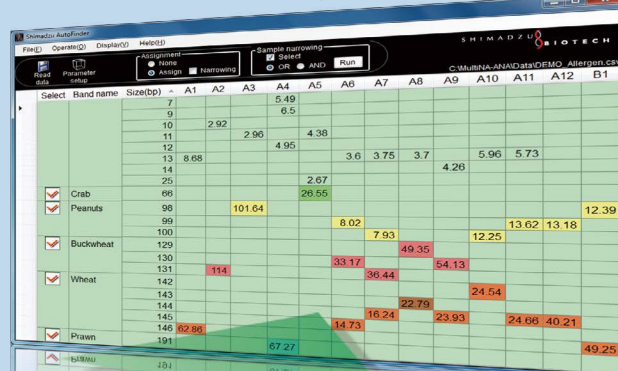 Shimadzu AutoFinder
File(F) Operate(O) Display(V) Help(H)
SHIMADZU BIOTECH
Read data
Parameter setup
Assignment
None
Assign Narrowing
Sample narrowing
Select
OR AND Run
C:\MultiNA-ANA\Data\DEMO_Allergen.csv
Select Band name Size(bp) A1 A2 A3 A4 A5 A6 A7 A8 A9 A10 A11 A12 B1
7 5.49
9 6.5
10 2.92
11 2.96 4.38
12 4.95
13 8.68 3.6 3.75 3.7 5.96 5.73
14 4.26
25 2.67
Crab 66 26.55
Peanuts 98 101.64 12.39
99 8.02 13.62 13.18
100 7.93 12.25
Buckwheat 129 49.35
130 33.17 54.13
131 114 36.44
Wheat 142
143 24.54
144 22.79
145 16.24 23.93 24.66 40.21
146 62.86 14.73
Prawn 191 67.27 49.25